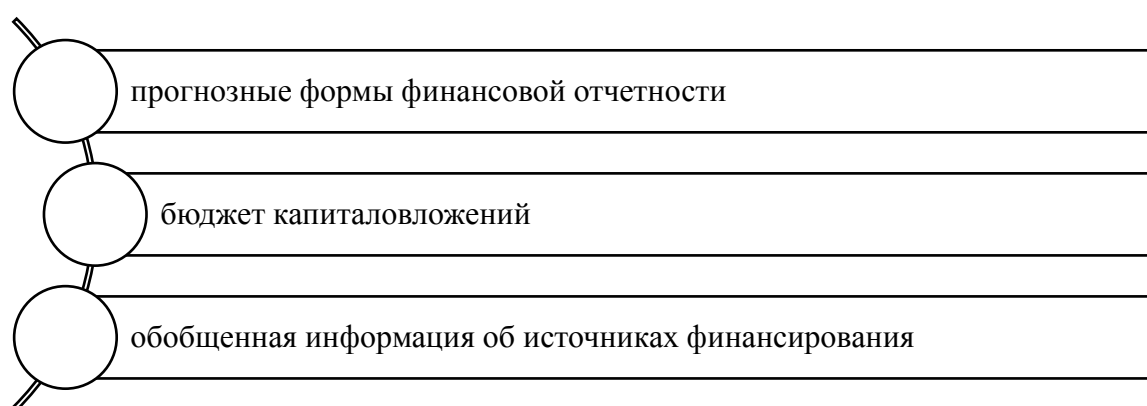 прогнозные формы финансовой отчетности
бюджет капиталовложений
обобщенная информация об источниках финансирования